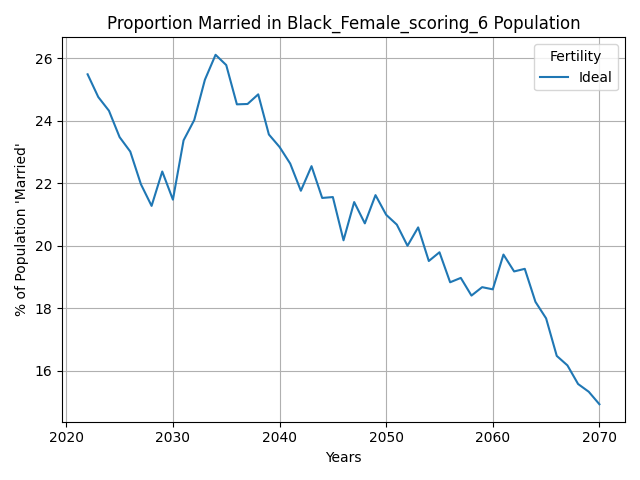 Proportion Married in Black_Female_scoring_6 Population
Fertility
Ideal
% of Population 'Married'
26
24
22
20
18
16
2020
2030
2040
2050
2060
2070
Years